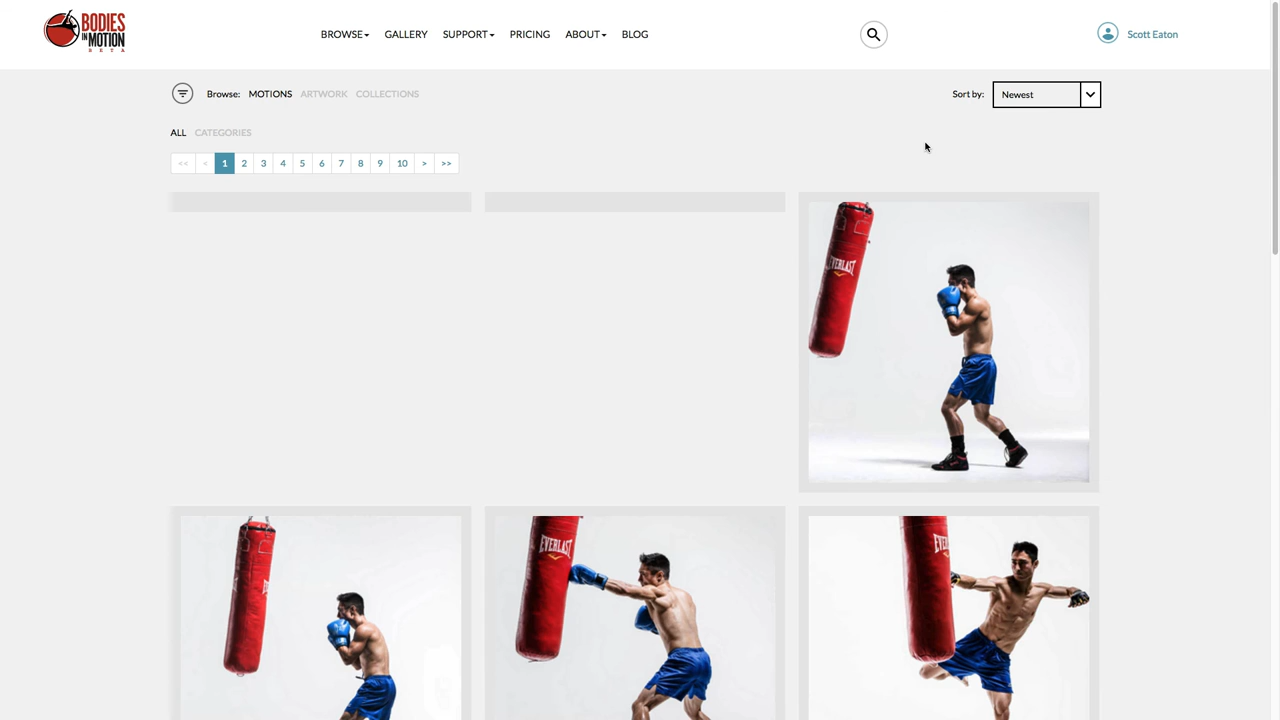 BODIES
IN MOTION
BETA
BROWSE GALLERY SUPPORT PRICING ABOUT BLOG
Scott Eaton
Browse: MOTIONS ARTWORK COLLECTIONS
Sort by: Newest
ALL CATEGORIES
<< < 1 2 3 4 5 6 7 8 9 10 > >>
EVERLAST
EVERLAST